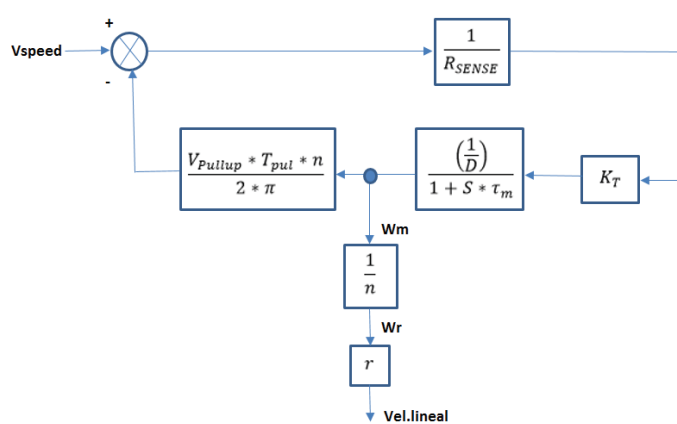 +
Vspeed
-
1
R_SENSE
V_Pullup * T_pul * n
2 * π
(1/D)
1 + S * τ_m
K_T
Wm
1
n
Wr
r
Vel.lineal